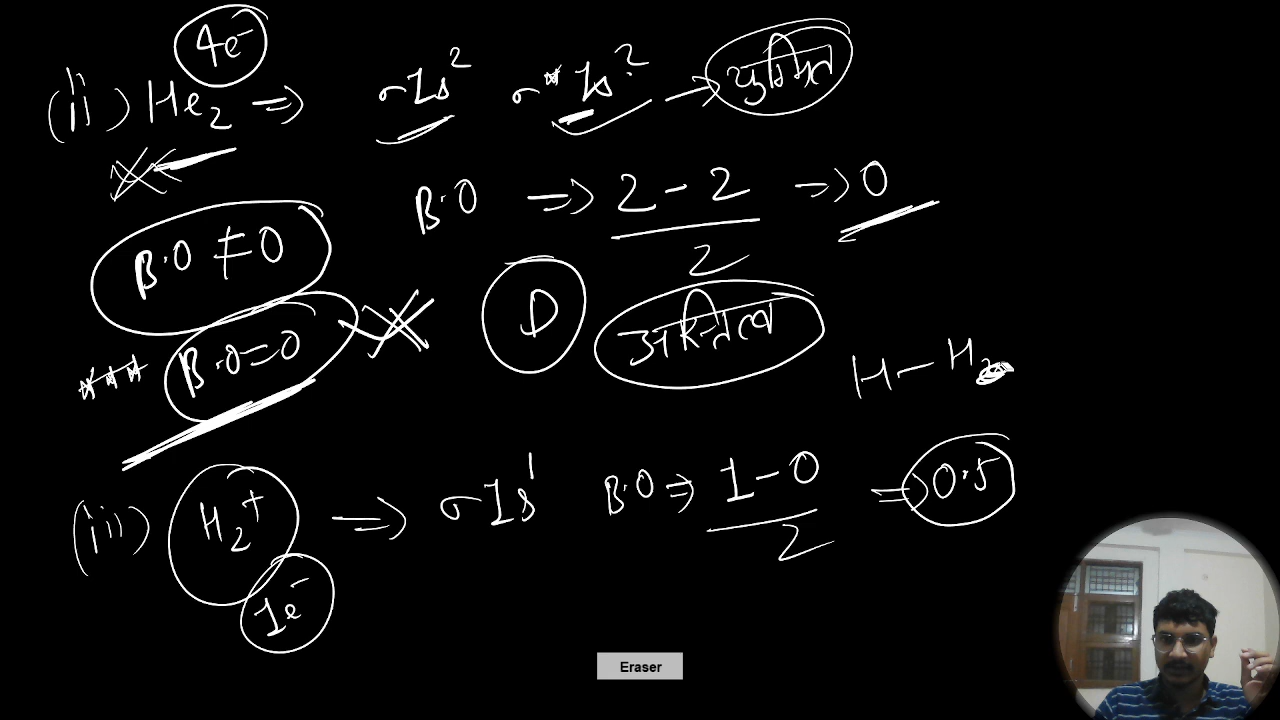 4e⁻
(ii) He₂ ⇒ σ1s² σ*1s² → युग्मित
B.O ⇒ (2 - 2)/2 ⇒ 0
B.O ≠ 0
D अस्तित्व
*** B.O = 0
H - H₂
(iii) H₂⁺ ⇒ σ1s¹ B.O ⇒ (1 - 0)/2 ⇒ 0.5
1e⁻
Eraser